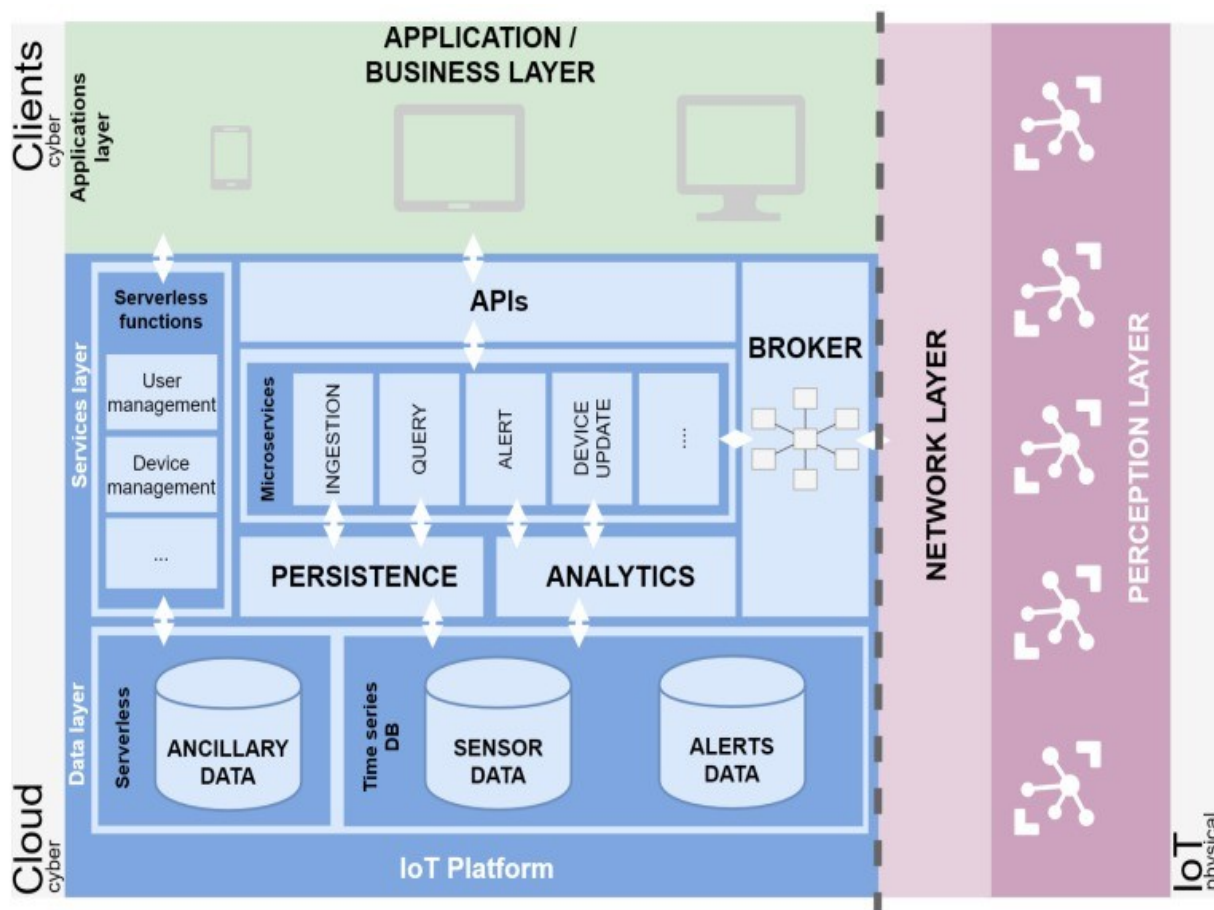 Clients
cyber
Applications
layer
APPLICATION /
BUSINESS LAYER
Services layer
Serverless
functions
User
management
Device
management
...
APIs
Microservices
INGESTION
QUERY
ALERT
DEVICE
UPDATE
....
BROKER
PERSISTENCE
ANALYTICS
Cloud
cyber
Data layer
Serverless
ANCILLARY
DATA
Time series
DB
SENSOR
DATA
ALERTS
DATA
IoT Platform
NETWORK LAYER
PERCEPTION LAYER
IoT
physical